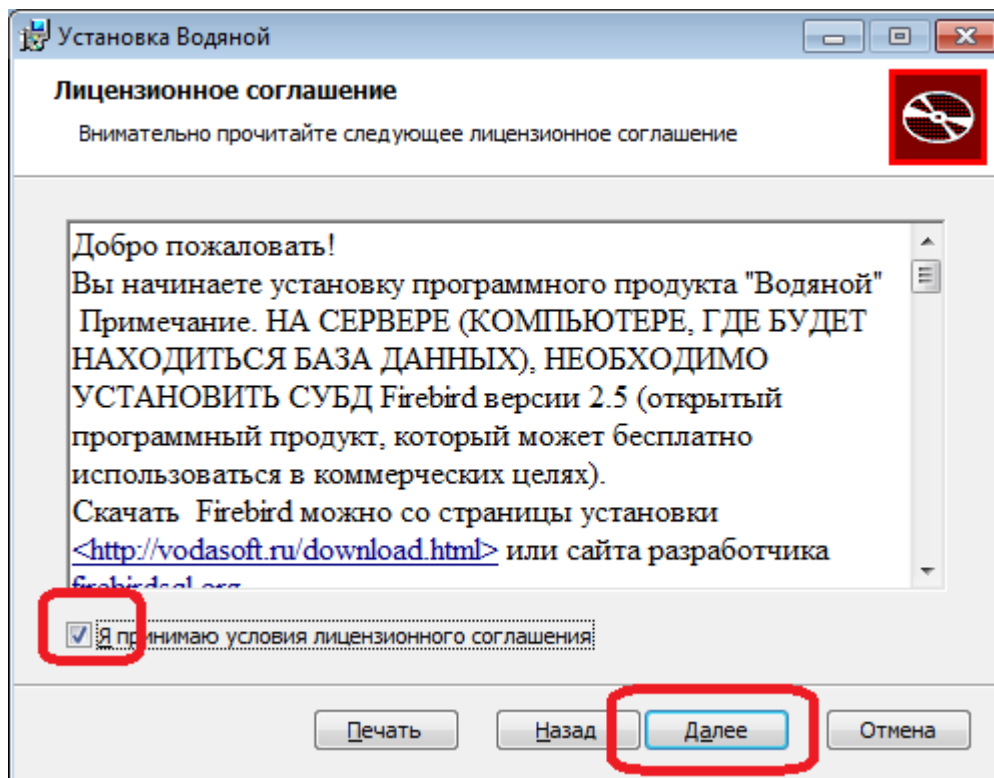 Установка Водяной
Лицензионное соглашение
Внимательно прочитайте следующее лицензионное соглашение
Добро пожаловать!
Вы начинаете установку программного продукта "Водяной"
Примечание. НА СЕРВЕРЕ (КОМПЬЮТЕРЕ, ГДЕ БУДЕТ
НАХОДИТЬСЯ БАЗА ДАННЫХ), НЕОБХОДИМО
УСТАНОВИТЬ СУБД Firebird версии 2.5 (открытый
программный продукт, который может бесплатно
использоваться в коммерческих целях).
Скачать  Firebird можно со страницы установки
<http://vodasoft.ru/download.html> или сайта разработчика
firebirdsql.org
Я принимаю условия лицензионного соглашения
Печать
Назад
Далее
Отмена